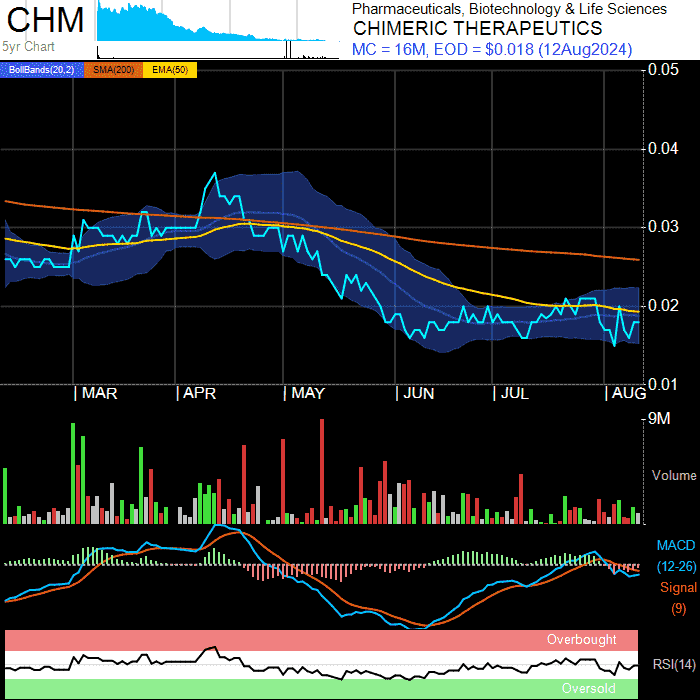 CHM
5yr Chart
Pharmaceuticals, Biotechnology & Life Sciences
CHIMERIC THERAPEUTICS
MC = 16M, EOD = $0.018 (12Aug2024)
BollBands(20,2) SMA(200) EMA(50)
0.05
0.04
0.03
0.02
0.01
MAR APR MAY JUN JUL AUG
9M
Volume
MACD
(12-26)
Signal
(9)
Overbought
RSI(14)
Oversold